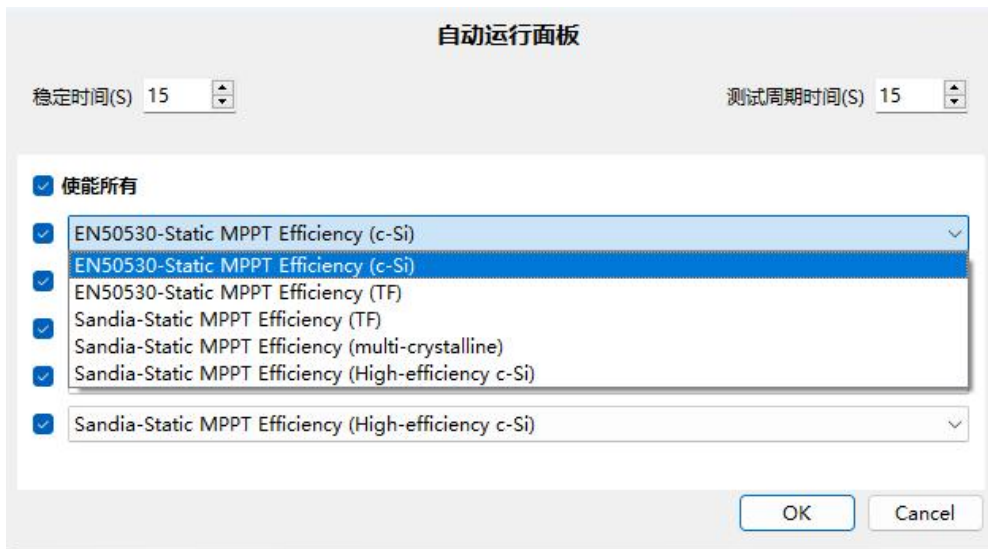 自动运行面板
稳定时间(S) 15 测试周期时间(S) 15
使能所有
EN50530-Static MPPT Efficiency (c-Si)
EN50530-Static MPPT Efficiency (c-Si)
EN50530-Static MPPT Efficiency (TF)
Sandia-Static MPPT Efficiency (TF)
Sandia-Static MPPT Efficiency (multi-crystalline)
Sandia-Static MPPT Efficiency (High-efficiency c-Si)
Sandia-Static MPPT Efficiency (High-efficiency c-Si)
OK Cancel